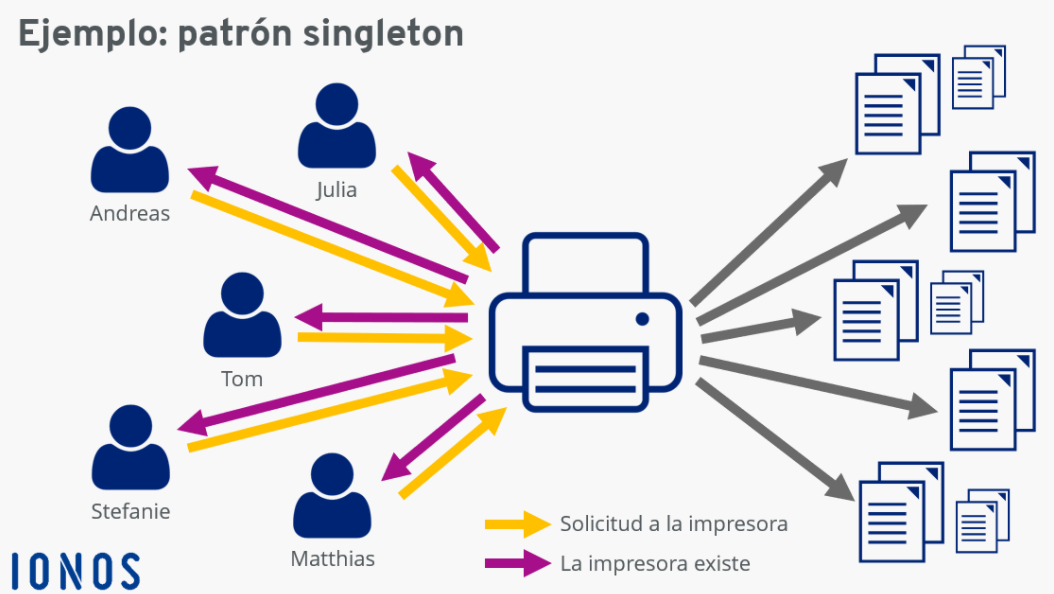 Ejemplo: patrón singleton
Julia
Andreas
Tom
Stefanie
Matthias
Solicitud a la impresora
La impresora existe
IONOS